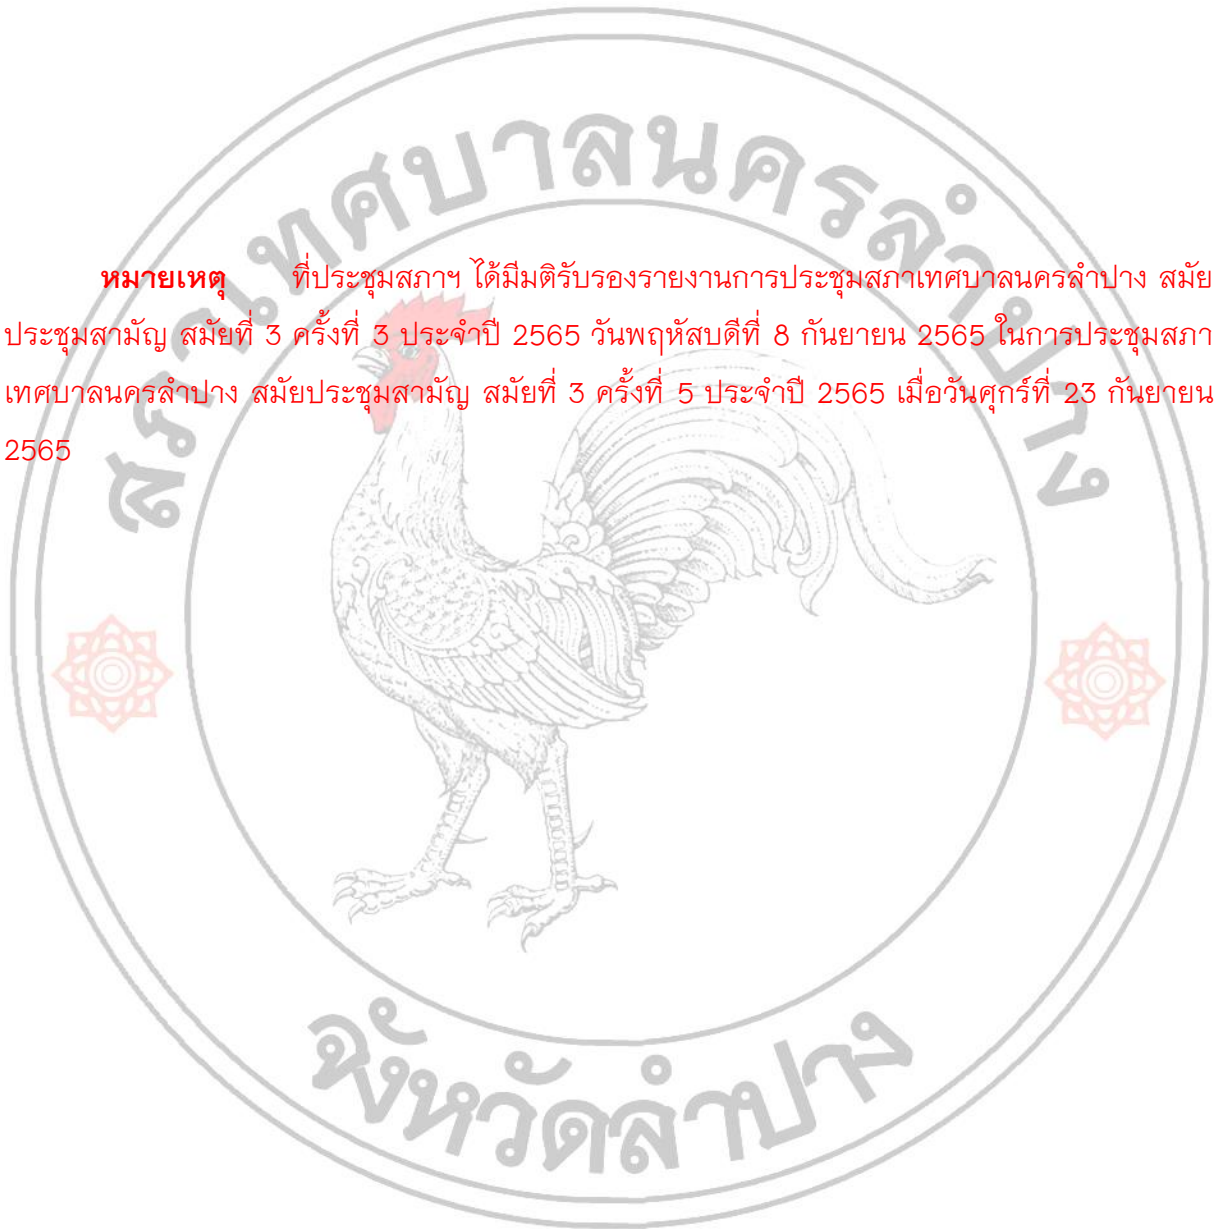 สภาเทศบาลนครลำปาง
หมายเหตุ ที่ประชุมสภาฯ ได้มีมติรับรองรายงานการประชุมสภาเทศบาลนครลำปาง สมัย
ประชุมสามัญ สมัยที่ 3 ครั้งที่ 3 ประจำปี 2565 วันพฤหัสบดีที่ 8 กันยายน 2565 ในการประชุมสภา
เทศบาลนครลำปาง สมัยประชุมสามัญ สมัยที่ 3 ครั้งที่ 5 ประจำปี 2565 เมื่อวันศุกร์ที่ 23 กันยายน
2565
จังหวัดลำปาง